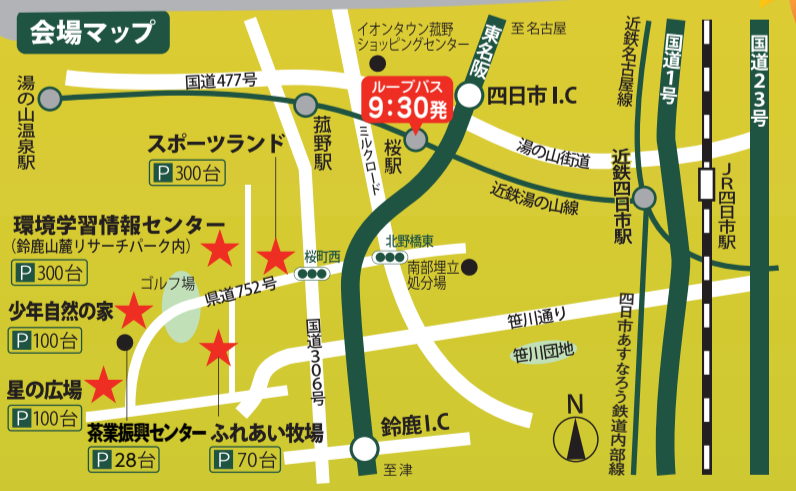 会場マップ
イオンタウン菰野
ショッピングセンター
東名阪
至名古屋
近鉄名古屋線
国道1号
国道23号
湯の山温泉駅
国道477号
ループバス
9:30発
四日市I.C
菰野駅
ミルクロード
桜駅
湯の山街道
近鉄湯の山線
近鉄四日市駅
JR四日市駅
スポーツランド
P300台
環境学習情報センター
(鈴鹿山麓リサーチパーク内)
P300台
桜町西
北野橋東
南部埋立
処分場
ゴルフ場
県道752号
少年自然の家
P100台
国道306号
笹川通り
笹川団地
四日市あすなろう鉄道内部線
星の広場
P100台
茶業振興センター
P28台
ふれあい牧場
P70台
鈴鹿I.C
至津
N